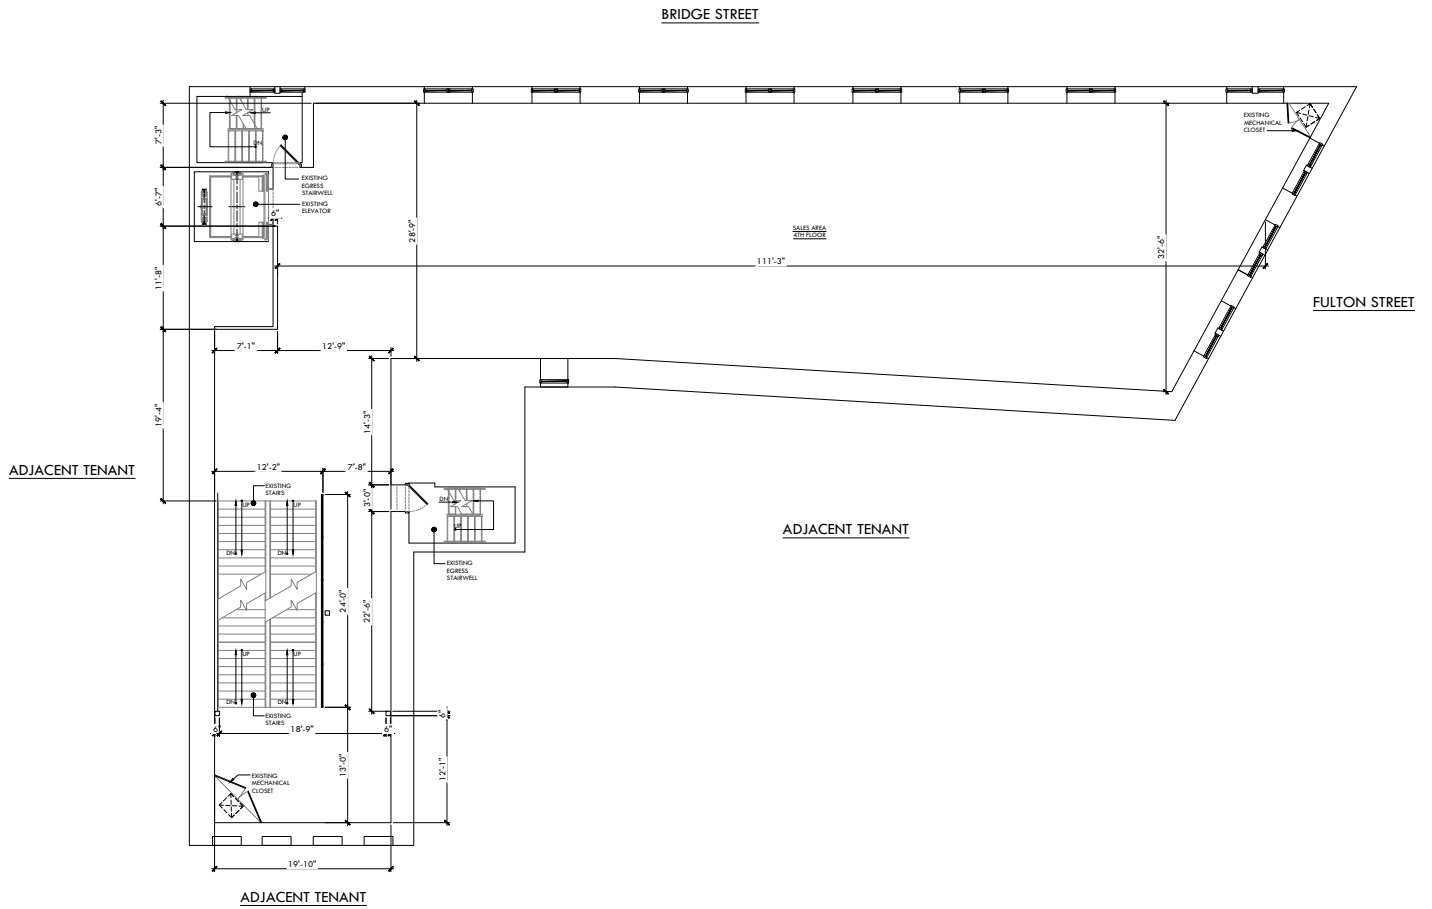 BRIDGE STREET
UP
DN
7'-3"
EXISTING
MECHANICAL
CLOSET
EXISTING
EGRESS
STAIRWELL
EXISTING
ELEVATOR
6'-7"
6"
28'-9"
SALES AREA
4TH FLOOR
32'-6"
111'-3"
11'-8"
FULTON STREET
7'-1"
12'-9"
19'-4"
14'-3"
ADJACENT TENANT
12'-2"
7'-8"
EXISTING
STAIRS
3'-0"
UP
UP
DN
DN
DN
UP
ADJACENT TENANT
EXISTING
EGRESS
STAIRWELL
24'-0"
22'-6"
UP
UP
DN
DN
EXISTING
STAIRS
6"
6"
18'-9"
6"
13'-0"
12'-1"
EXISTING
MECHANICAL
CLOSET
19'-10"
ADJACENT TENANT